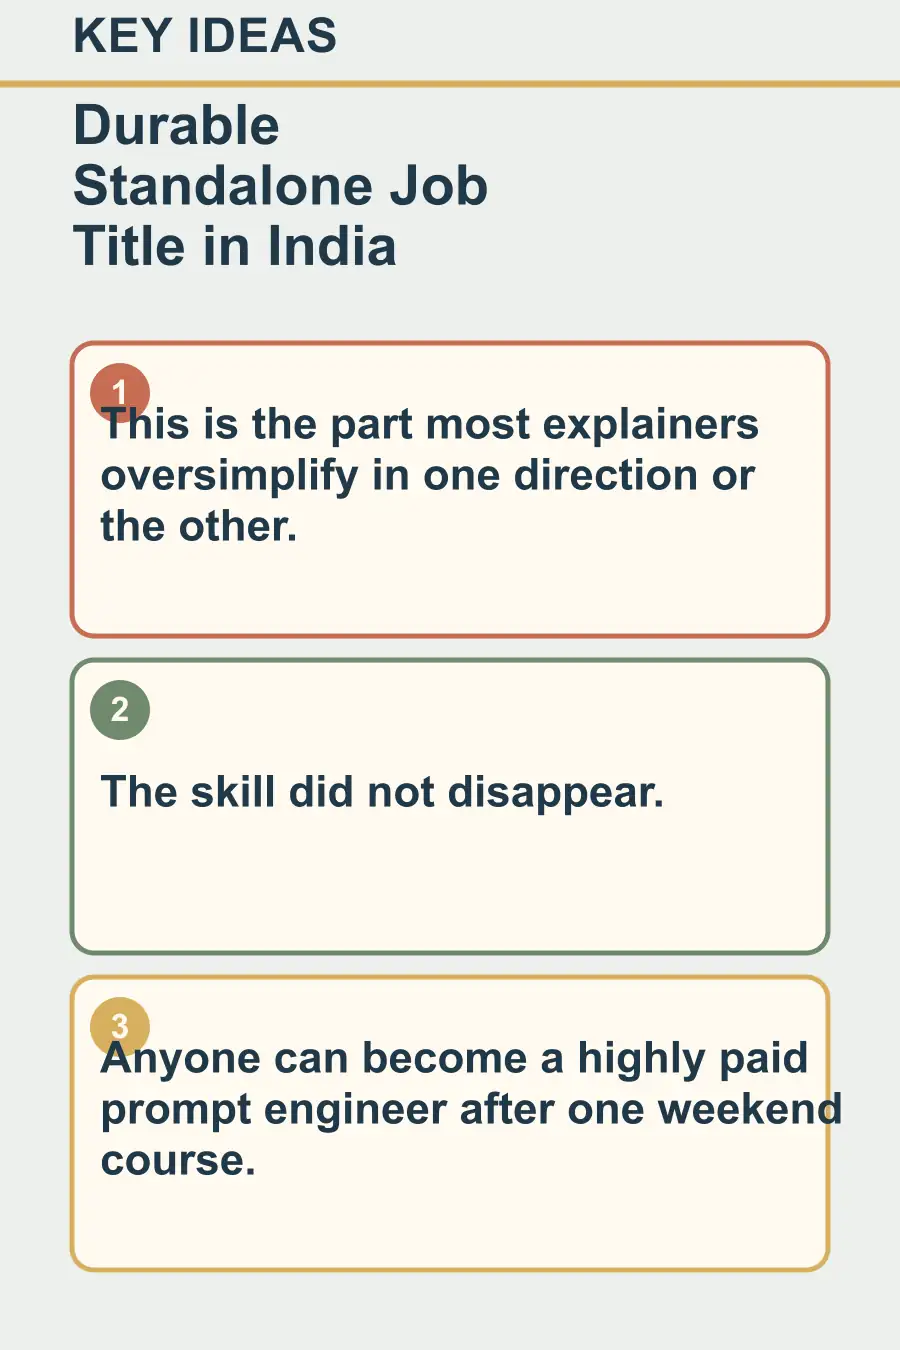 KEY IDEAS
Durable
Standalone Job
Title in India
1
This is the part most explainers
oversimplify in one direction or
the other.
2
The skill did not disappear.
3
Anyone can become a highly paid
prompt engineer after one weekend
course.